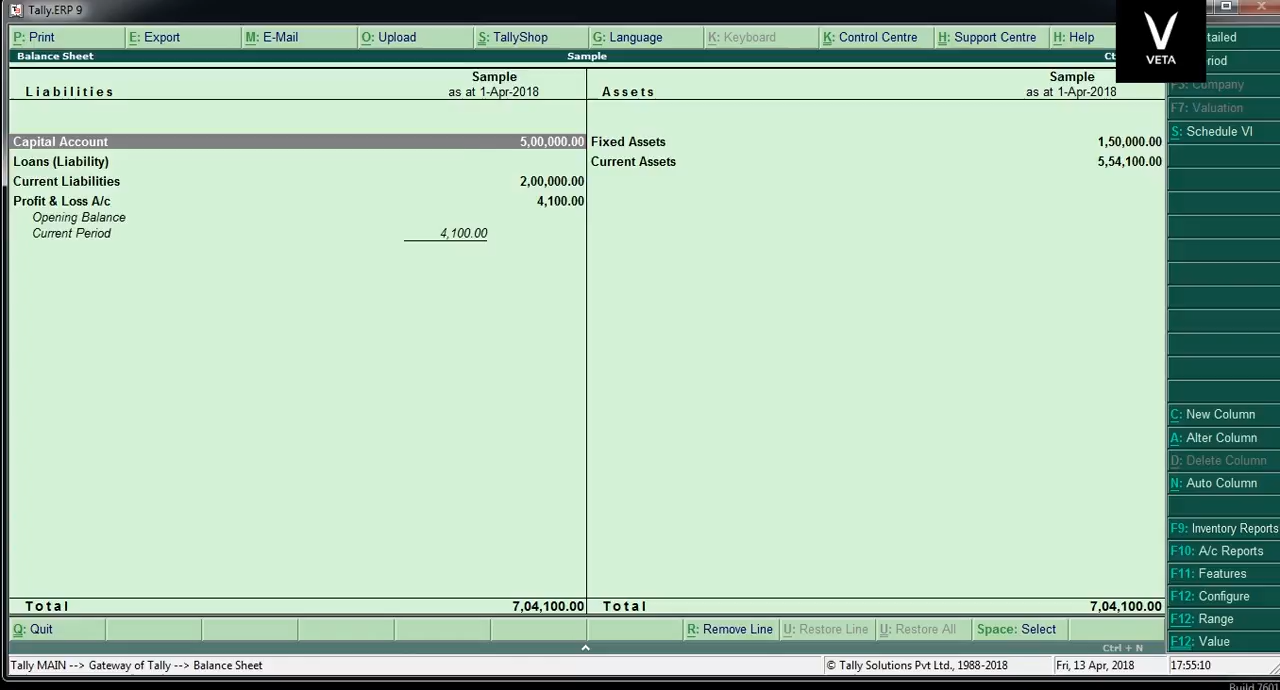 Tally.ERP 9
P: Print E: Export M: E-Mail O: Upload S: TallyShop G: Language K: Keyboard K: Control Centre H: Support Centre H: Help
VETA
tailed
Balance Sheet Sample Ct
riod
F3: Company
F7: Valuation
S: Schedule VI
Sample Sample
Liabilities as at 1-Apr-2018 Assets as at 1-Apr-2018
Capital Account 5,00,000.00 Fixed Assets 1,50,000.00
Loans (Liability) Current Assets 5,54,100.00
Current Liabilities 2,00,000.00
Profit & Loss A/c 4,100.00
Opening Balance
Current Period 4,100.00
C: New Column
A: Alter Column
D: Delete Column
N: Auto Column
F9: Inventory Reports
F10: A/c Reports
F11: Features
F12: Configure
F12: Range
F12: Value
Total 7,04,100.00 Total 7,04,100.00
Q: Quit R: Remove Line U: Restore Line U: Restore All Space: Select
Ctrl + N
Tally MAIN --> Gateway of Tally --> Balance Sheet © Tally Solutions Pvt Ltd., 1988-2018 Fri, 13 Apr, 2018 17:55:10
Build 7601